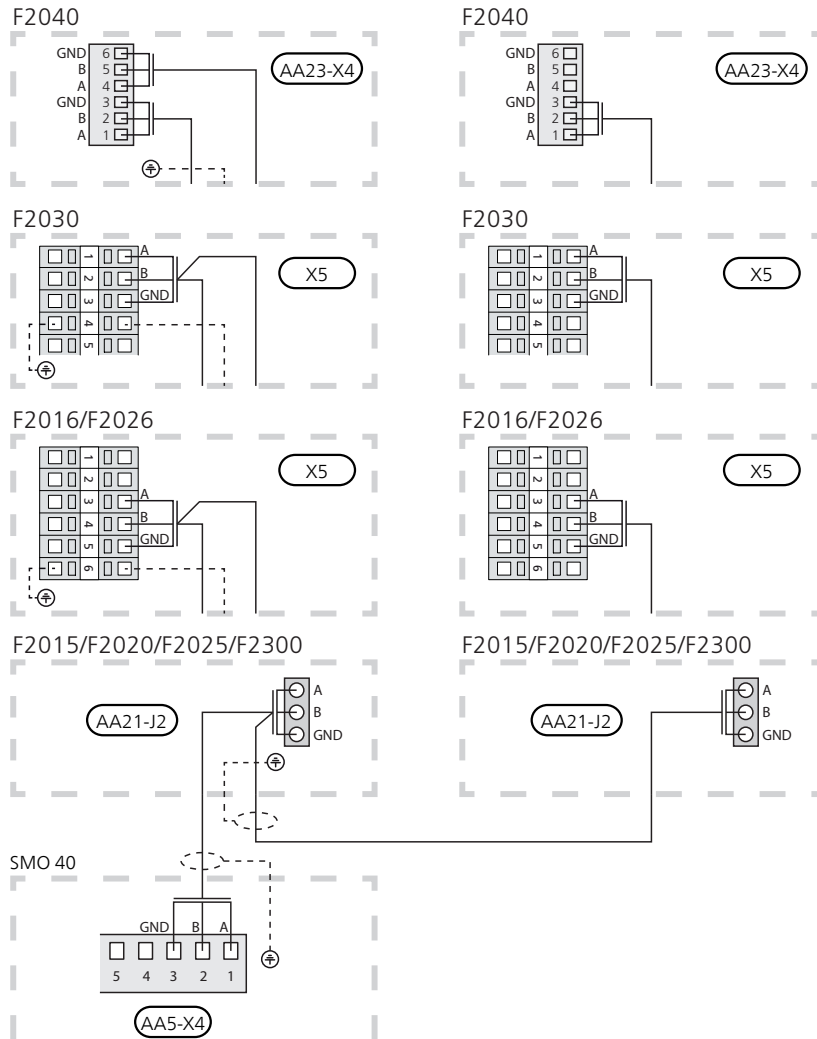 F2040
GND 6
B 5
A 4
GND 3
B 2
A 1
AA23-X4
F2040
GND 6
B 5
A 4
GND 3
B 2
A 1
AA23-X4
F2030
1 A
2 B
3 GND
4
5
X5
F2030
1 A
2 B
3 GND
4
5
X5
F2016/F2026
1
2
3 A
4 B
5 GND
6
X5
F2016/F2026
1
2
3 A
4 B
5 GND
6
X5
F2015/F2020/F2025/F2300
AA21-J2
A
B
GND
F2015/F2020/F2025/F2300
AA21-J2
A
B
GND
SMO 40
GND B A
5 4 3 2 1
AA5-X4